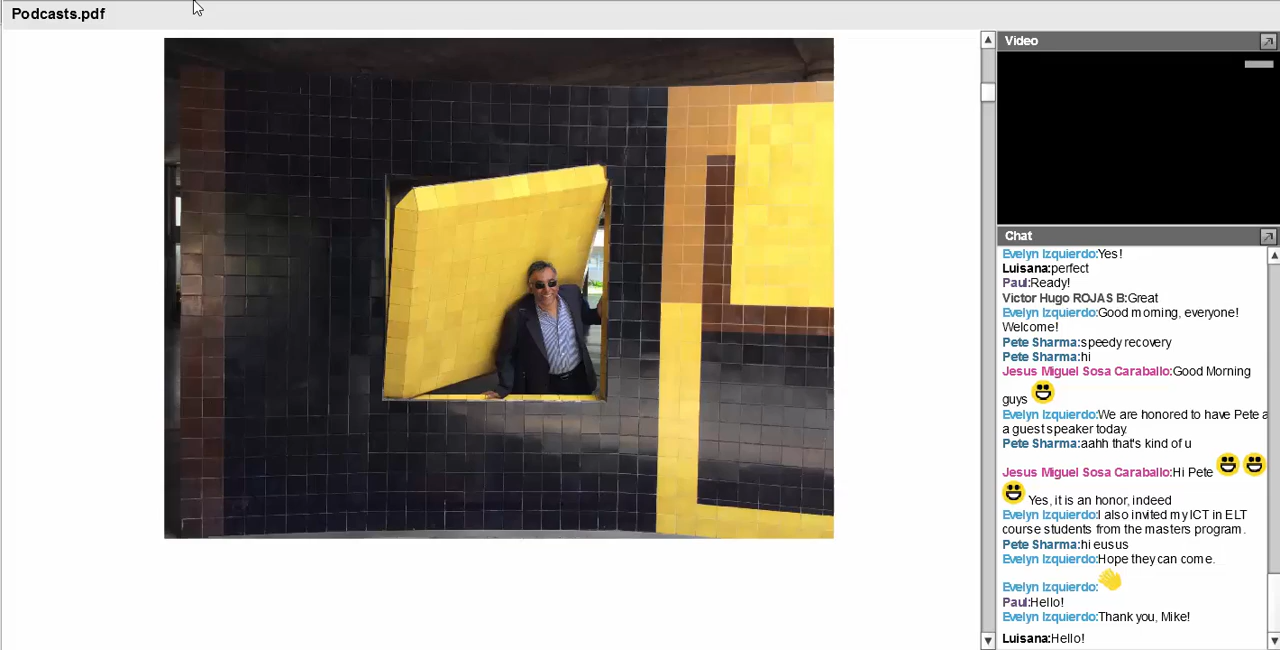 Podcasts.pdf
Video
Chat
Evelyn Izquierdo:Yes!
Luisana:perfect
Paul:Ready!
Victor Hugo ROJAS B:Great
Evelyn Izquierdo:Good morning, everyone!
Welcome!
Pete Sharma:speedy recovery
Pete Sharma:hi
Jesus Miguel Sosa Caraballo:Good Morning
guys
Evelyn Izquierdo:We are honored to have Pete a
a guest speaker today.
Pete Sharma:aahh that's kind of u
Jesus Miguel Sosa Caraballo:Hi Pete
Yes, it is an honor, indeed
Evelyn Izquierdo:I also invited my ICT in ELT
course students from the masters program.
Pete Sharma:hi eusus
Evelyn Izquierdo:Hope they can come.
Evelyn Izquierdo:
Paul:Hello!
Evelyn Izquierdo:Thank you, Mike!
Luisana:Hello!